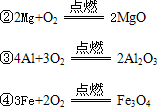 ②2Mg+O₂ =点燃= 2MgO
③4Al+3O₂ =点燃= 2Al₂O₃
④3Fe+2O₂ =点燃= Fe₃O₄